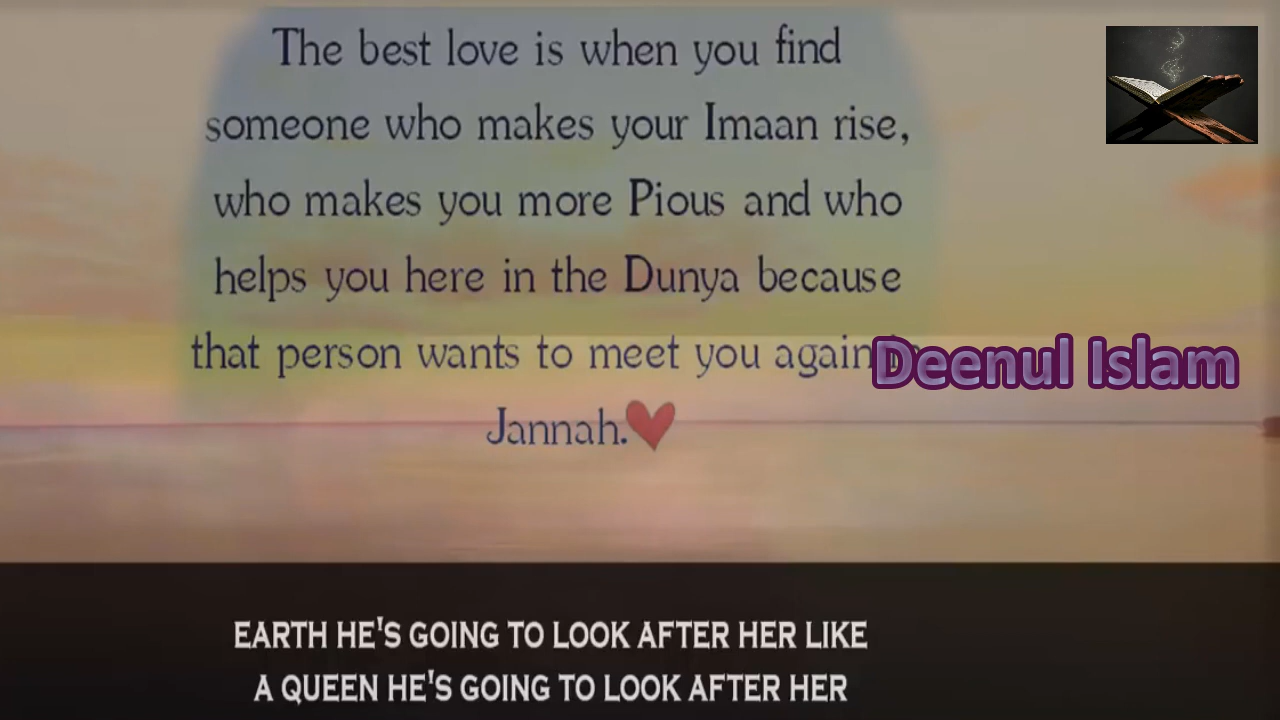 The best love is when you find
someone who makes your Imaan rise,
who makes you more Pious and who
helps you here in the Dunya because
that person wants to meet you again
Jannah.❤
Deenul Islam
EARTH HE'S GOING TO LOOK AFTER HER LIKE
A QUEEN HE'S GOING TO LOOK AFTER HER